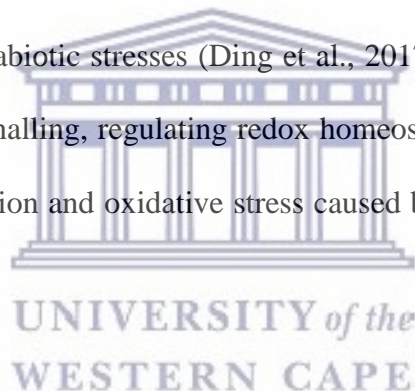 abiotic stresses (Ding et al., 2017
nalling, regulating redox homeos
ion and oxidative stress caused b
UNIVERSITY of the
WESTERN CAPE